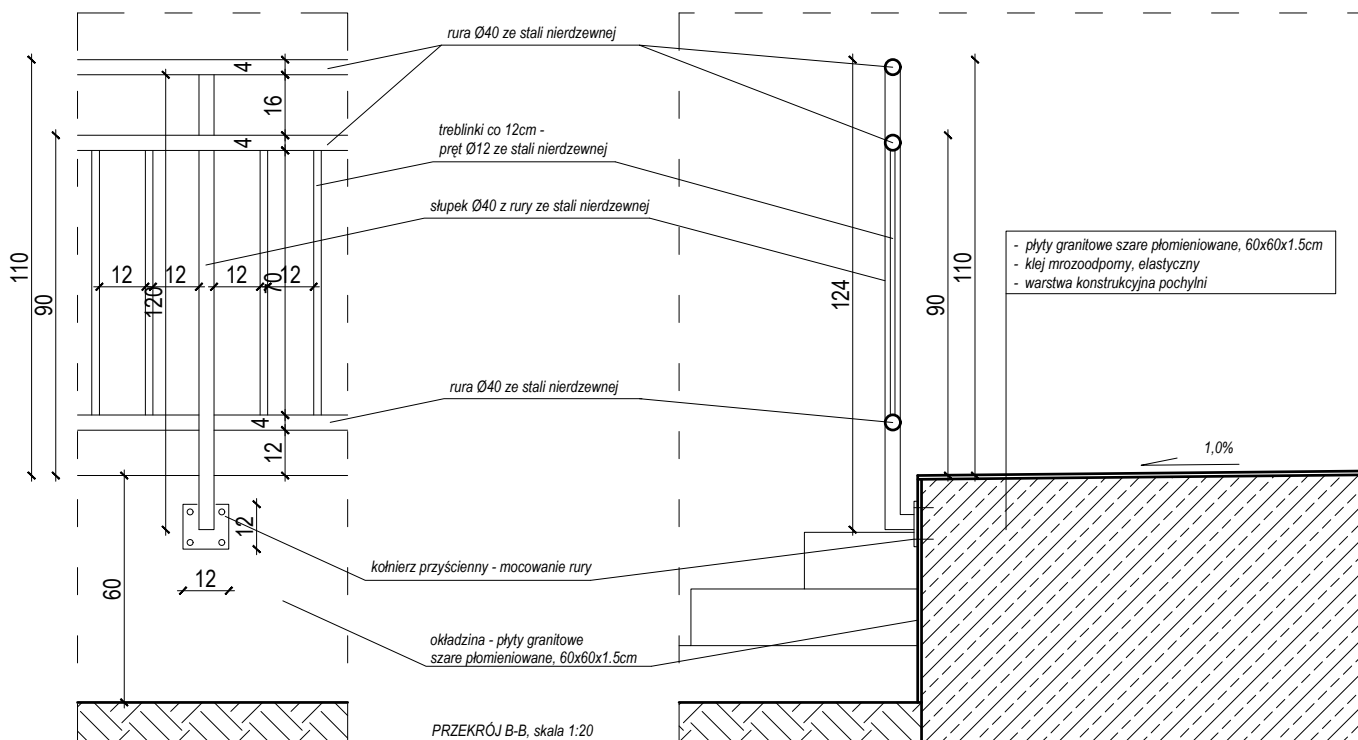 rura Ø40 ze stali nierdzewnej
4
16
4
treblinki co 12cm -
pręt Ø12 ze stali nierdzewnej
słupek Ø40 z rury ze stali nierdzewnej
- płyty granitowe szare płomieniowane, 60x60x1.5cm
- klej mrozoodporny, elastyczny
- warstwa konstrukcyjna pochylni
110
90
12
12
12
12
120
70
124
110
90
rura Ø40 ze stali nierdzewnej
4
12
1,0%
12
12
60
kołnierz przyścienny - mocowanie rury
okładzina - płyty granitowe
szare płomieniowane, 60x60x1.5cm
PRZEKRÓJ B-B, skala 1:20